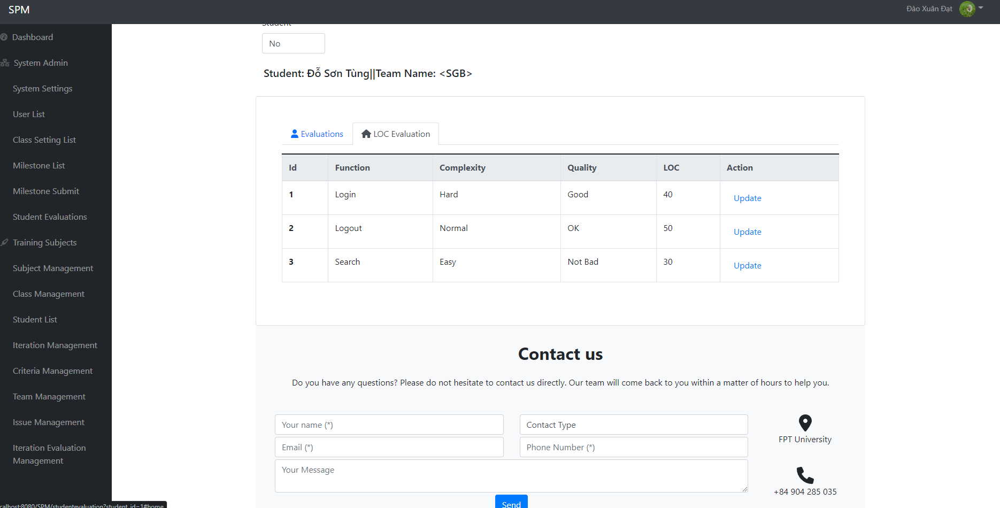 SPM
Đào Xuân Đạt
Dashboard
System Admin
System Settings
User List
Class Setting List
Milestone List
Milestone Submit
Student Evaluations
Training Subjects
Subject Management
Class Management
Student List
Iteration Management
Criteria Management
Team Management
Issue Management
Iteration Evaluation
Management
Student
No
Student: Đỗ Sơn Tùng||Team Name: <SGB>
Evaluations LOC Evaluation
Id Function Complexity Quality LOC Action
1 Login Hard Good 40 Update
2 Logout Normal OK 50 Update
3 Search Easy Not Bad 30 Update
Contact us
Do you have any questions? Please do not hesitate to contact us directly. Our team will come back to you within a matter of hours to help you.
Your name (*) Contact Type
Email (*) Phone Number (*)
Your Message
FPT University
+84 904 285 035
Send
calhost:8080/SPM/studentevaluation?student_id=1#home